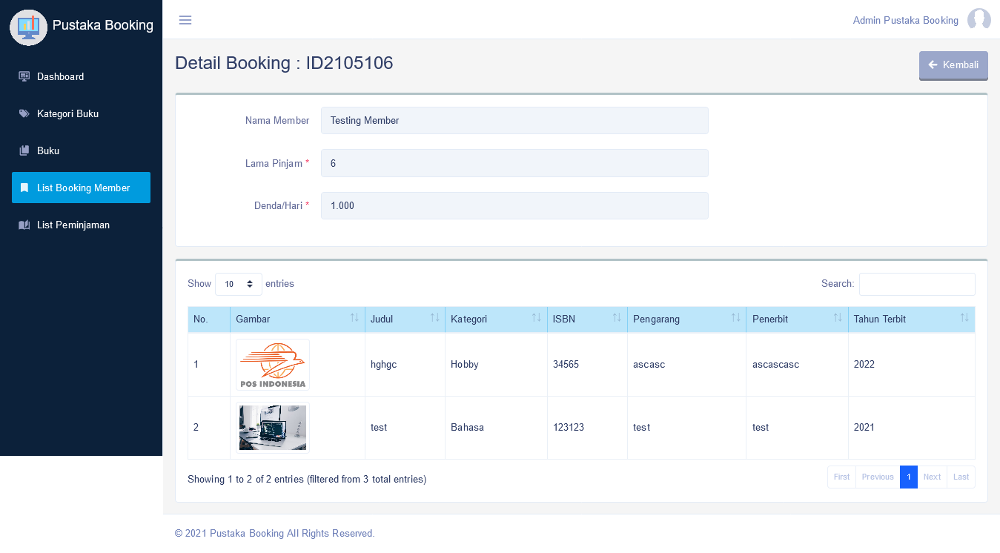 Pustaka Booking
Admin Pustaka Booking
Dashboard
Kategori Buku
Buku
List Booking Member
List Peminjaman
Detail Booking : ID2105106
Kembali
Nama Member Testing Member
Lama Pinjam * 6
Denda/Hari * 1.000
Show 10 entries Search:
No. Gambar Judul Kategori ISBN Pengarang Penerbit Tahun Terbit
1 POS INDONESIA hghgc Hobby 34565 ascasc ascascasc 2022
2 test Bahasa 123123 test test 2021
Showing 1 to 2 of 2 entries (filtered from 3 total entries)
First Previous 1 Next Last
© 2021 Pustaka Booking All Rights Reserved.